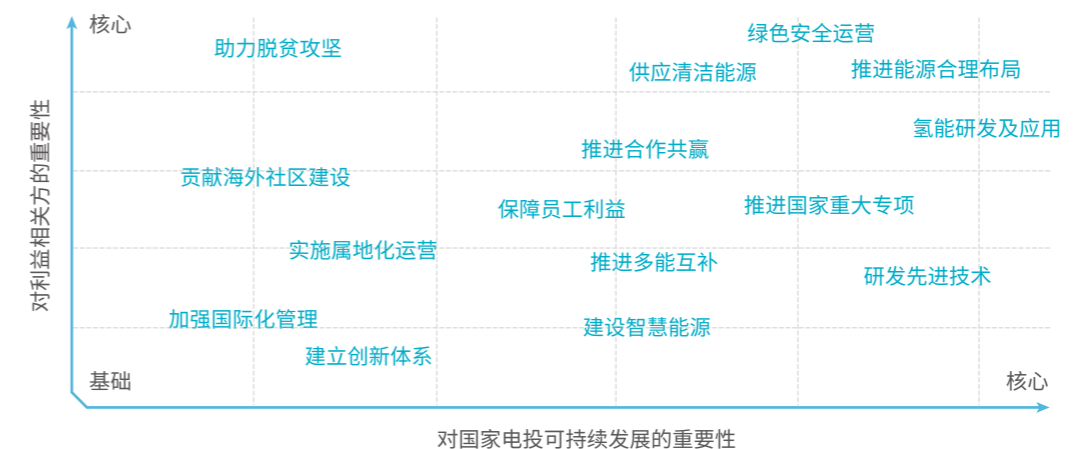 核心
绿色安全运营
助力脱贫攻坚
供应清洁能源
推进能源合理布局
氢能研发及应用
推进合作共赢
贡献海外社区建设
保障员工利益
推进国家重大专项
实施属地化运营
推进多能互补
研发先进技术
加强国际化管理
建设智慧能源
建立创新体系
基础
核心
对利益相关方的重要性
对国家电投可持续发展的重要性